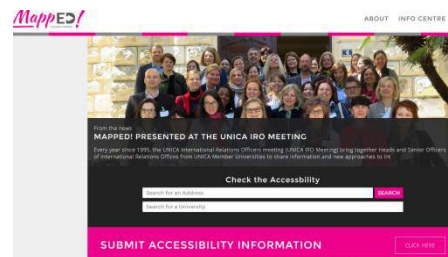 MappED!
ABOUT INFO CENTRE
From the news
MAPPED! PRESENTED AT THE UNICA IRO MEETING
Every year since 1995, the UNICA International Relations Officers meeting (UNICA IRO Meeting) bring together Heads and Senior Officers
of International Relations Offices from UNICA Member Universities to share information and new approaches to int
Check the Accessbility
Search for an Address
SEARCH
Search for a University
SUBMIT ACCESSIBILITY INFORMATION
CLICK HERE